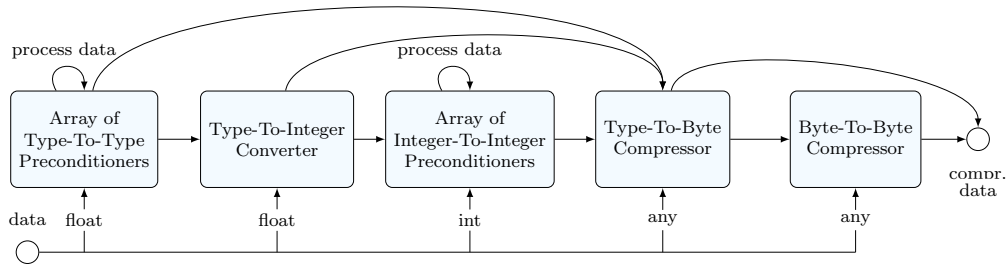 process data
process data
Array of
Type-To-Type
Preconditioners
Type-To-Integer
Converter
Array of
Integer-To-Integer
Preconditioners
Type-To-Byte
Compressor
Byte-To-Byte
Compressor
compr.
data
data
float
float
int
any
any